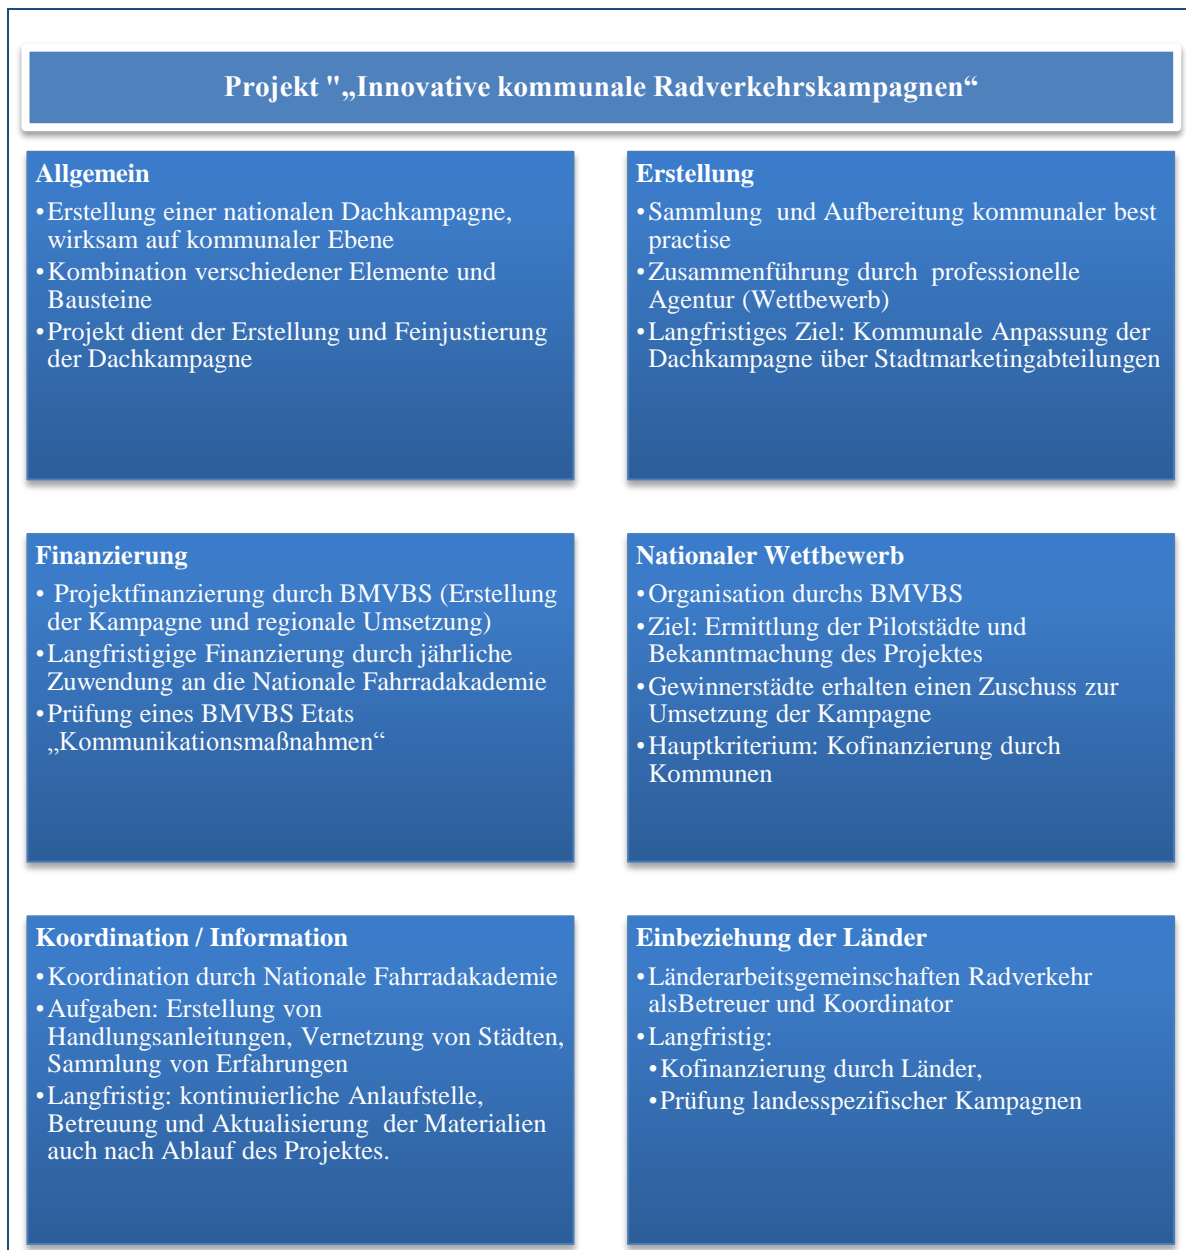 Projekt "„Innovative kommunale Radverkehrskampagnen“
Allgemein
•Erstellung einer nationalen Dachkampagne,
wirksam auf kommunaler Ebene
•Kombination verschiedener Elemente und
Bausteine
•Projekt dient der Erstellung und Feinjustierung
der Dachkampagne
Erstellung
•Sammlung und Aufbereitung kommunaler best
practise
•Zusammenführung durch professionelle
Agentur (Wettbewerb)
•Langfristiges Ziel: Kommunale Anpassung der
Dachkampagne über Stadtmarketingabteilungen
Finanzierung
• Projektfinanzierung durch BMVBS (Erstellung
der Kampagne und regionale Umsetzung)
•Langfristigige Finanzierung durch jährliche
Zuwendung an die Nationale Fahrradakademie
•Prüfung eines BMVBS Etats
„Kommunikationsmaßnahmen“
Nationaler Wettbewerb
•Organisation durchs BMVBS
•Ziel: Ermittlung der Pilotstädte und
Bekanntmachung des Projektes
•Gewinnerstädte erhalten einen Zuschuss zur
Umsetzung der Kampagne
•Hauptkriterium: Kofinanzierung durch
Kommunen
Koordination / Information
•Koordination durch Nationale Fahrradakademie
•Aufgaben: Erstellung von
Handlungsanleitungen, Vernetzung von Städten,
Sammlung von Erfahrungen
•Langfristig: kontinuierliche Anlaufstelle,
Betreuung und Aktualisierung der Materialien
auch nach Ablauf des Projektes.
Einbeziehung der Länder
•Länderarbeitsgemeinschaften Radverkehr
alsBetreuer und Koordinator
•Langfristig:
•Kofinanzierung durch Länder,
•Prüfung landesspezifischer Kampagnen